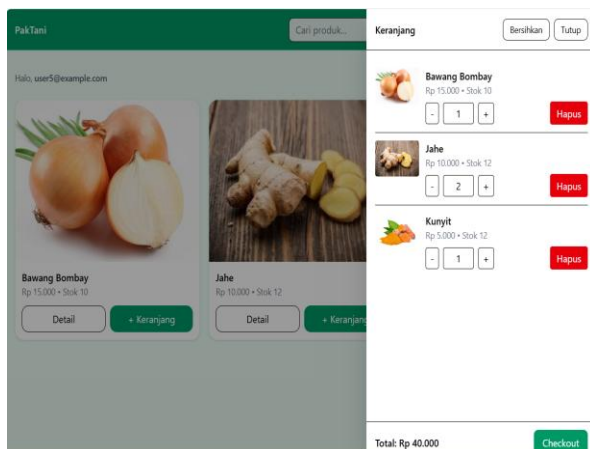 PakTani
Cari produk...
Halo, user5@example.com
Bawang Bombay
Rp 15.000 • Stok 10
Detail
+ Keranjang
Jahe
Rp 10.000 • Stok 12
Detail
+ Keranjang
Keranjang
Bersihkan
Tutup
Bawang Bombay
Rp 15.000 • Stok 10
- 1 +
Hapus
Jahe
Rp 10.000 • Stok 12
- 2 +
Hapus
Kunyit
Rp 5.000 • Stok 12
- 1 +
Hapus
Total: Rp 40.000
Checkout